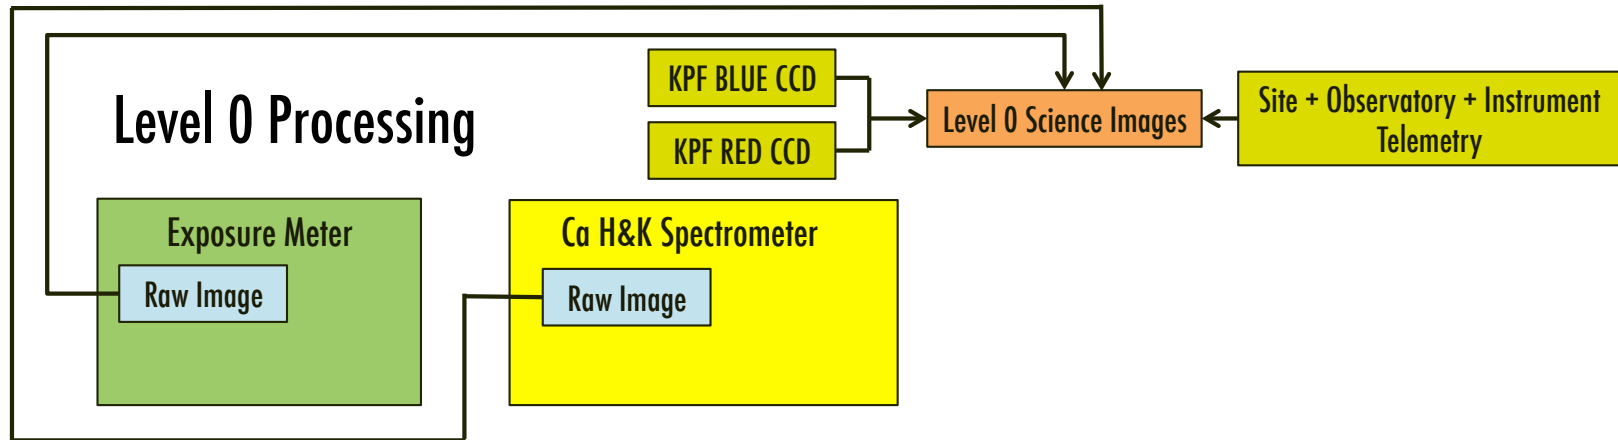 Level 0 Processing
KPF BLUE CCD
KPF RED CCD
Level 0 Science Images
Site + Observatory + Instrument
Telemetry
Exposure Meter
Raw Image
Ca H&K Spectrometer
Raw Image